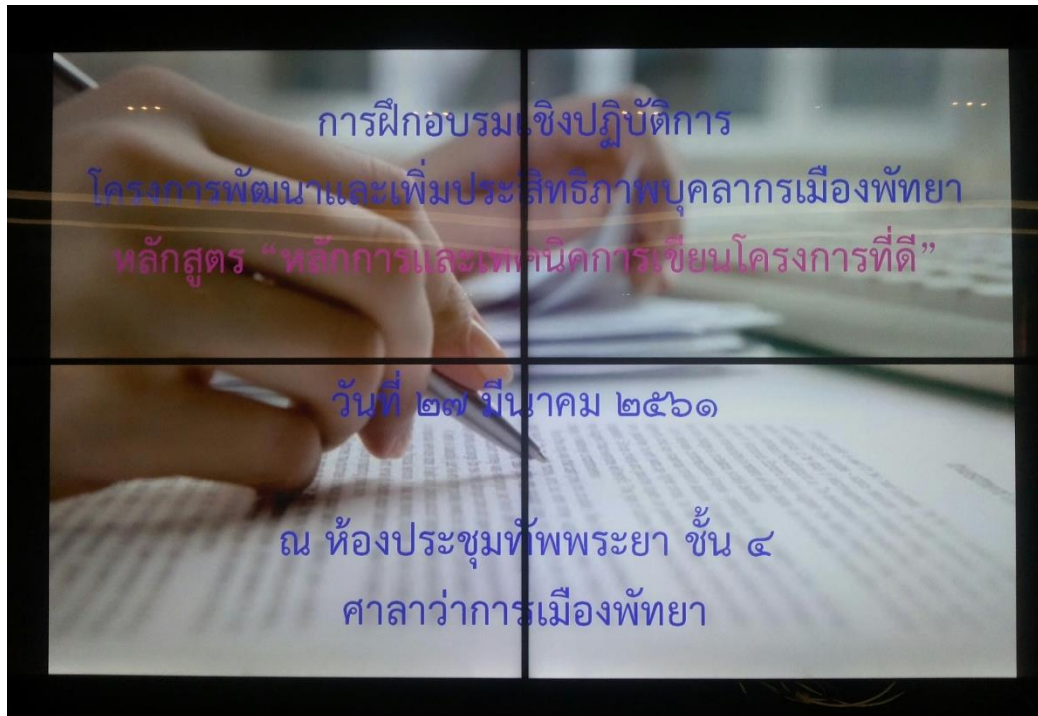 การฝึกอบรมเชิงปฏิบัติการ
โครงการพัฒนาและเพิ่มประสิทธิภาพบุคลากรเมืองพัทยา
หลักสูตร “หลักการและเทคนิคการเขียนโครงการที่ดี”
วันที่ ๒๗ มีนาคม ๒๕๖๑
ณ ห้องประชุมทัพพระยา ชั้น ๔
ศาลาว่าการเมืองพัทยา